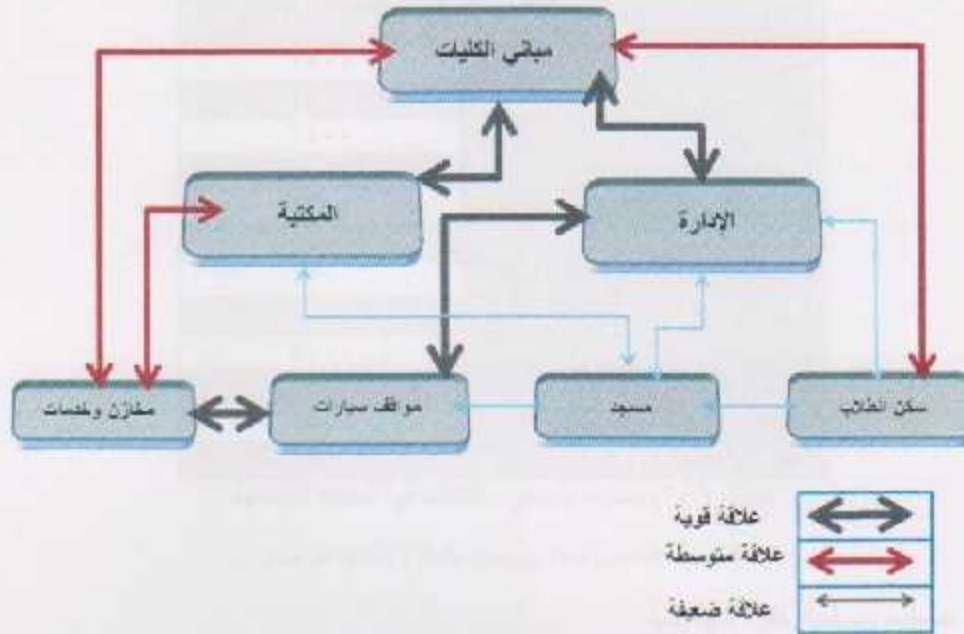 مباني الكليات
المكتبة
الإدارة
مخازن وخدمات
مواقف سيارات
مسجد
سكن الطلاب
علاقة قوية
علاقة متوسطة
علاقة ضعيفة